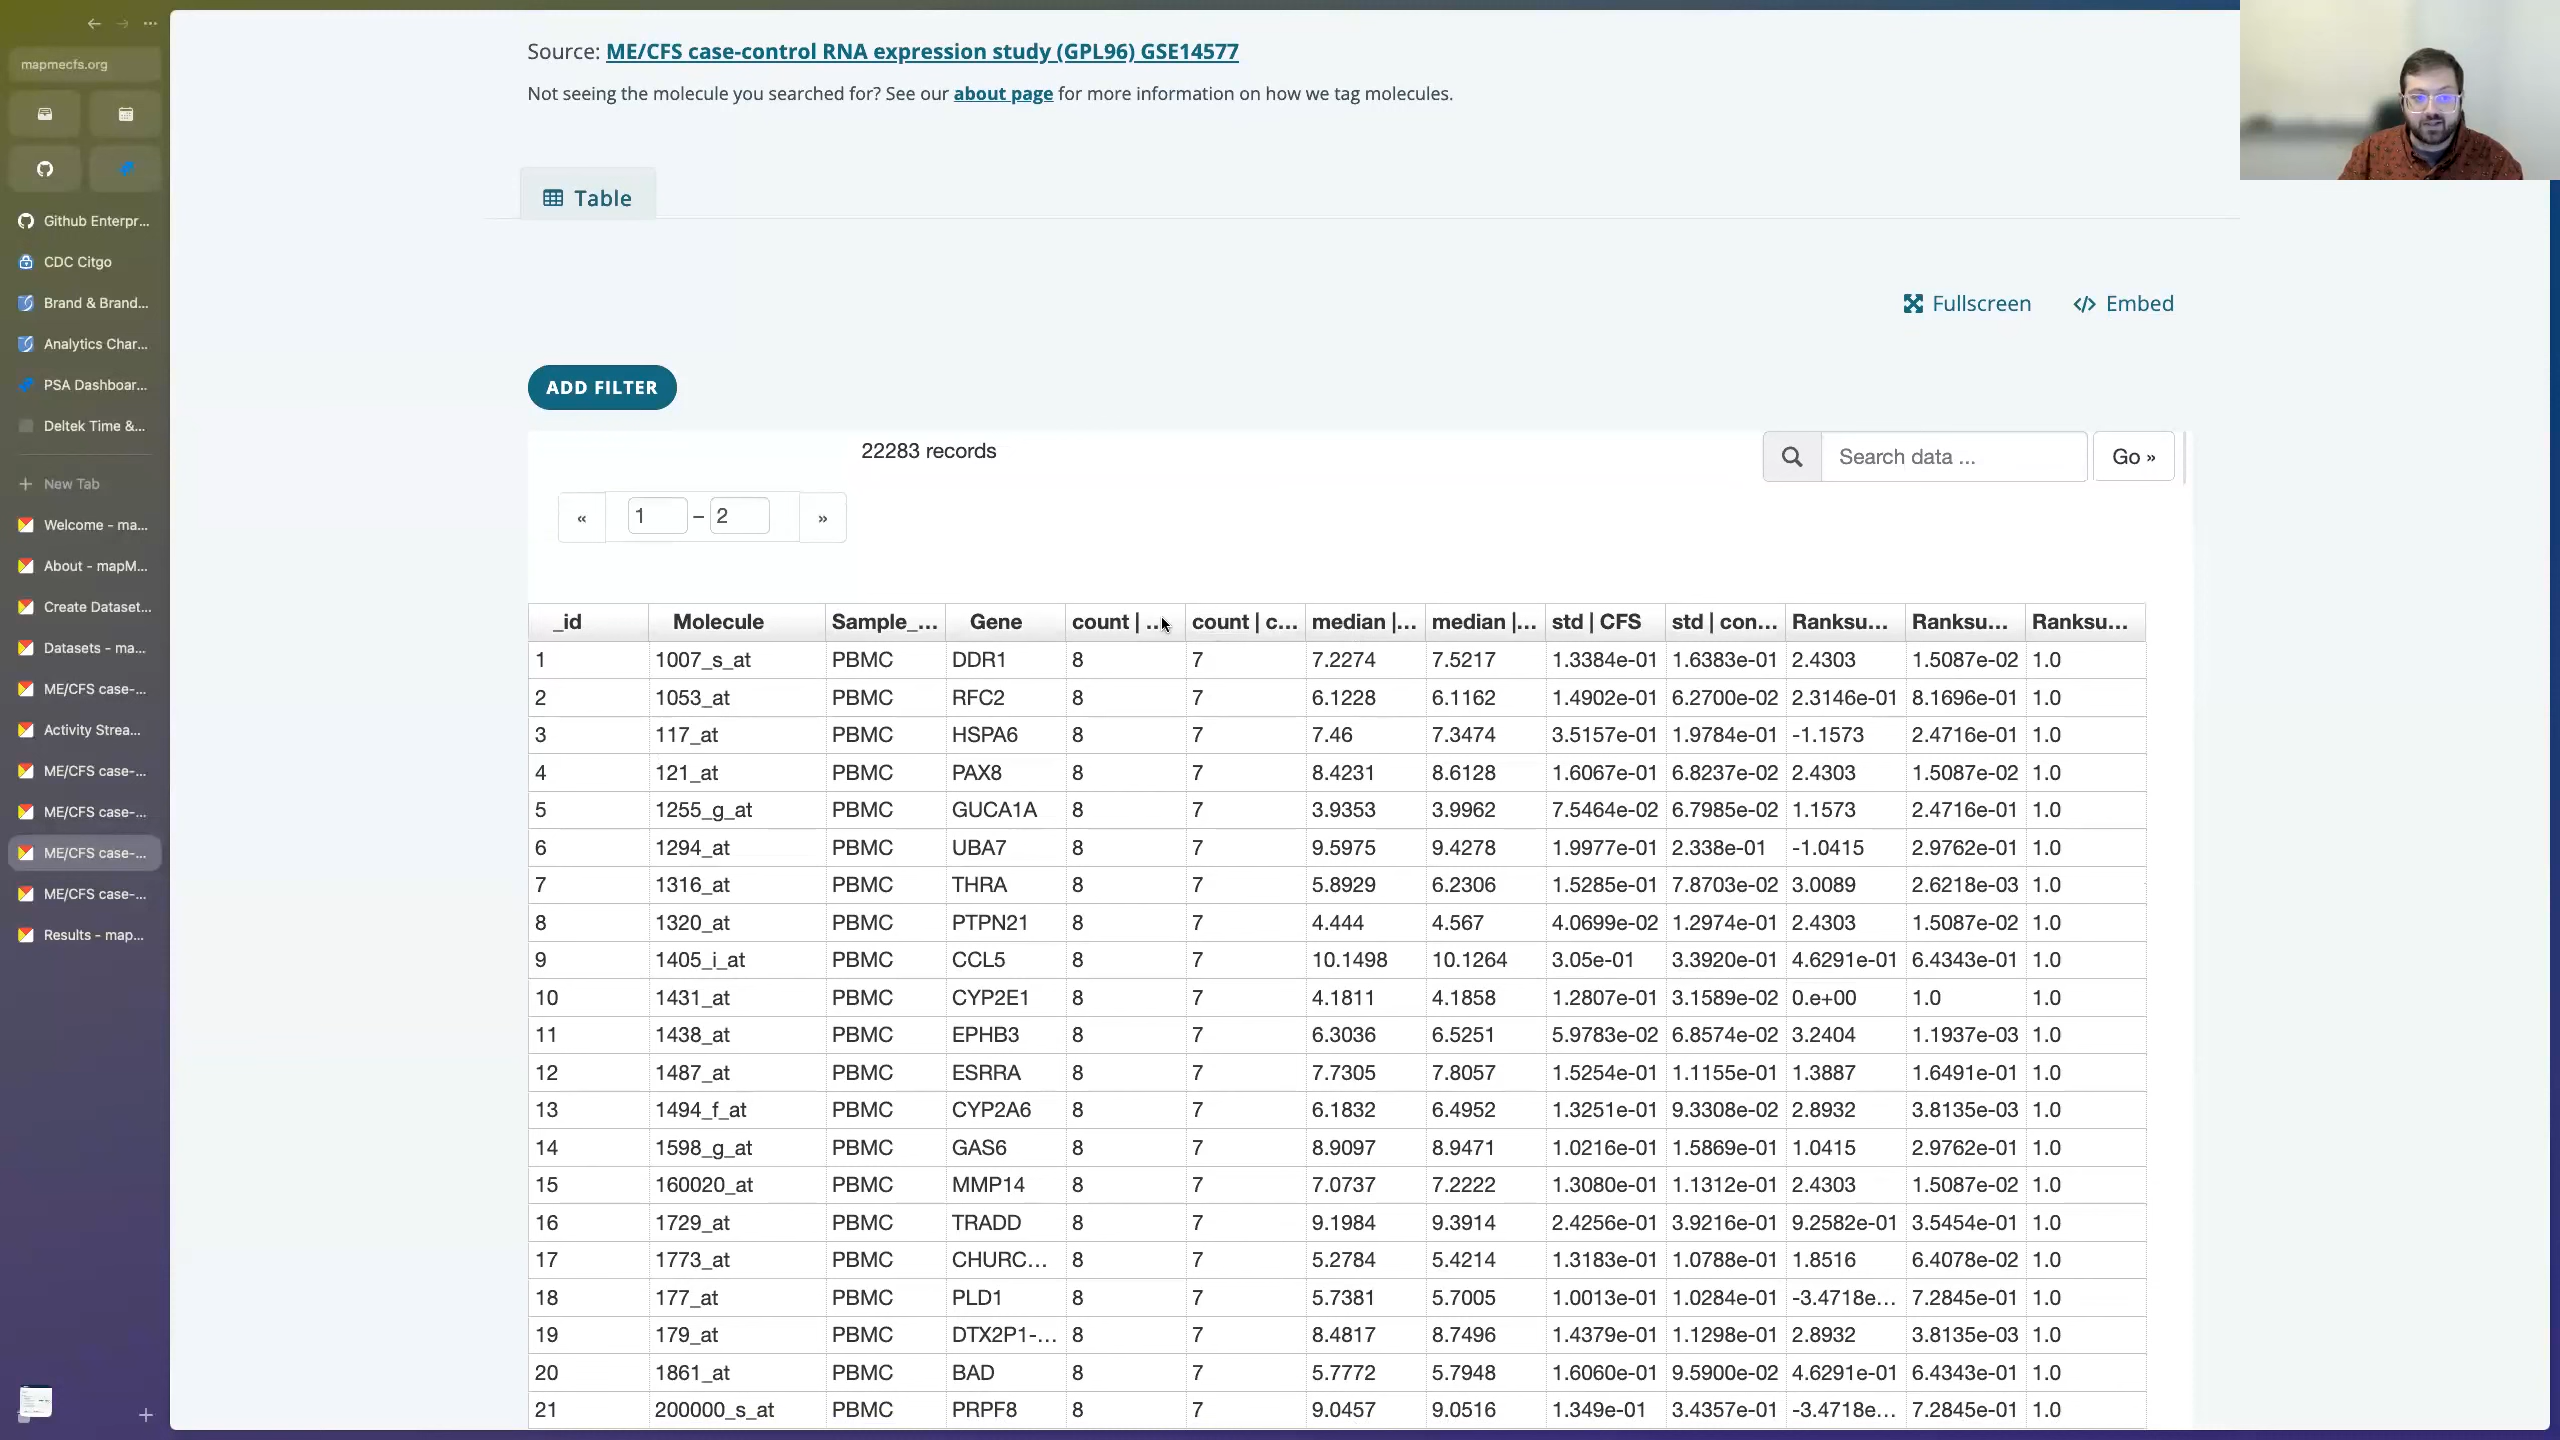 mapmecfs.org
Github Enterpr...
CDC Citgo
Brand & Brand...
Analytics Char...
PSA Dashboar...
Deltek Time &...
New Tab
Welcome - ma...
About - mapM...
Create Dataset...
Datasets - ma...
ME/CFS case-...
Activity Strea...
ME/CFS case-...
ME/CFS case-...
ME/CFS case-...
ME/CFS case-...
Results - map...
Source: ME/CFS case-control RNA expression study (GPL96) GSE14577
Not seeing the molecule you searched for? See our about page for more information on how we tag molecules.
Table
Fullscreen </> Embed
ADD FILTER
22283 records
Search data ... Go »
« 1 – 2 »
_id Molecule Sample_... Gene count | ... count | c... median |... median |... std | CFS std | con... Ranksu... Ranksu... Ranksu...
1 1007_s_at PBMC DDR1 8 7 7.2274 7.5217 1.3384e-01 1.6383e-01 2.4303 1.5087e-02 1.0
2 1053_at PBMC RFC2 8 7 6.1228 6.1162 1.4902e-01 6.2700e-02 2.3146e-01 8.1696e-01 1.0
3 117_at PBMC HSPA6 8 7 7.46 7.3474 3.5157e-01 1.9784e-01 -1.1573 2.4716e-01 1.0
4 121_at PBMC PAX8 8 7 8.4231 8.6128 1.6067e-01 6.8237e-02 2.4303 1.5087e-02 1.0
5 1255_g_at PBMC GUCA1A 8 7 3.9353 3.9962 7.5464e-02 6.7985e-02 1.1573 2.4716e-01 1.0
6 1294_at PBMC UBA7 8 7 9.5975 9.4278 1.9977e-01 2.338e-01 -1.0415 2.9762e-01 1.0
7 1316_at PBMC THRA 8 7 5.8929 6.2306 1.5285e-01 7.8703e-02 3.0089 2.6218e-03 1.0
8 1320_at PBMC PTPN21 8 7 4.444 4.567 4.0699e-02 1.2974e-01 2.4303 1.5087e-02 1.0
9 1405_i_at PBMC CCL5 8 7 10.1498 10.1264 3.05e-01 3.3920e-01 4.6291e-01 6.4343e-01 1.0
10 1431_at PBMC CYP2E1 8 7 4.1811 4.1858 1.2807e-01 3.1589e-02 0.e+00 1.0 1.0
11 1438_at PBMC EPHB3 8 7 6.3036 6.5251 5.9783e-02 6.8574e-02 3.2404 1.1937e-03 1.0
12 1487_at PBMC ESRRA 8 7 7.7305 7.8057 1.5254e-01 1.1155e-01 1.3887 1.6491e-01 1.0
13 1494_f_at PBMC CYP2A6 8 7 6.1832 6.4952 1.3251e-01 9.3308e-02 2.8932 3.8135e-03 1.0
14 1598_g_at PBMC GAS6 8 7 8.9097 8.9471 1.0216e-01 1.5869e-01 1.0415 2.9762e-01 1.0
15 160020_at PBMC MMP14 8 7 7.0737 7.2222 1.3080e-01 1.1312e-01 2.4303 1.5087e-02 1.0
16 1729_at PBMC TRADD 8 7 9.1984 9.3914 2.4256e-01 3.9216e-01 9.2582e-01 3.5454e-01 1.0
17 1773_at PBMC CHURC... 8 7 5.2784 5.4214 1.3183e-01 1.0788e-01 1.8516 6.4078e-02 1.0
18 177_at PBMC PLD1 8 7 5.7381 5.7005 1.0013e-01 1.0284e-01 -3.4718e... 7.2845e-01 1.0
19 179_at PBMC DTX2P1-... 8 7 8.4817 8.7496 1.4379e-01 1.1298e-01 2.8932 3.8135e-03 1.0
20 1861_at PBMC BAD 8 7 5.7772 5.7948 1.6060e-01 9.5900e-02 4.6291e-01 6.4343e-01 1.0
21 200000_s_at PBMC PRPF8 8 7 9.0457 9.0516 1.349e-01 3.4357e-01 -3.4718e... 7.2845e-01 1.0